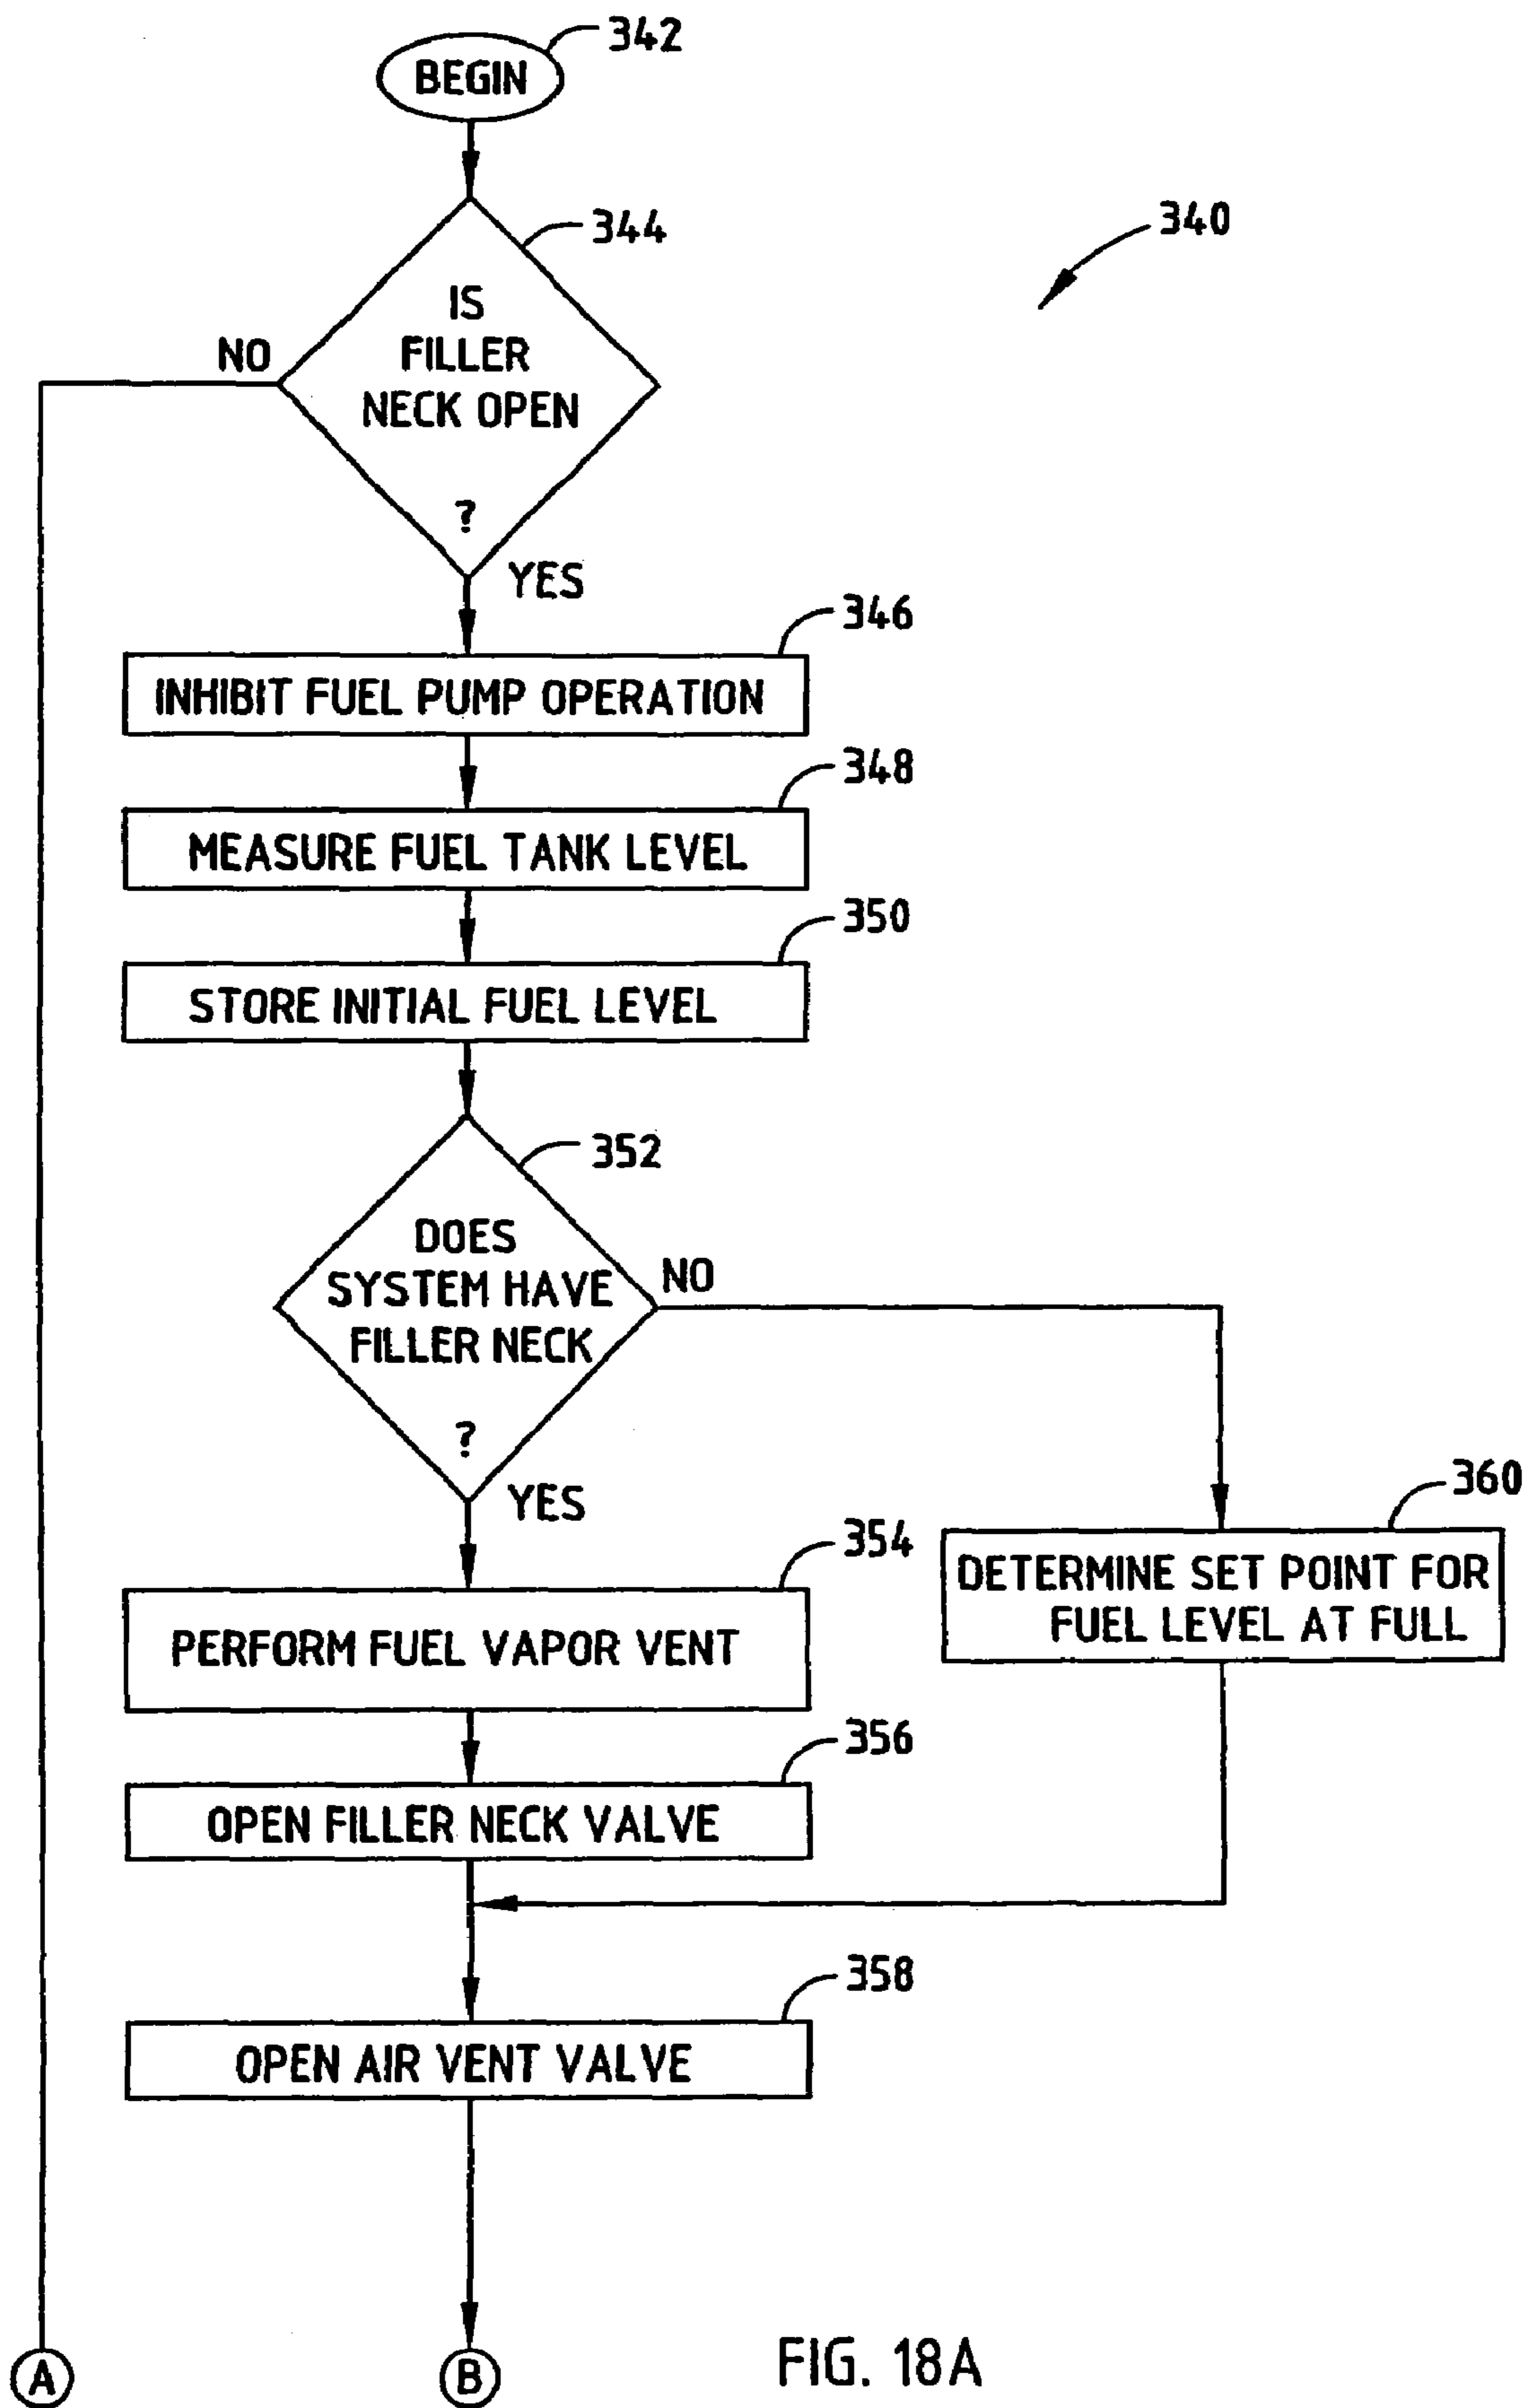 342
BEGIN
344
340
IS
FILLER
NECK OPEN
?
NO
YES
346
INHIBIT FUEL PUMP OPERATION
348
MEASURE FUEL TANK LEVEL
350
STORE INITIAL FUEL LEVEL
352
DOES
SYSTEM HAVE
FILLER NECK
?
NO
YES
360
DETERMINE SET POINT FOR
FUEL LEVEL AT FULL
354
PERFORM FUEL VAPOR VENT
356
OPEN FILLER NECK VALVE
358
OPEN AIR VENT VALVE
A
B
FIG. 18A